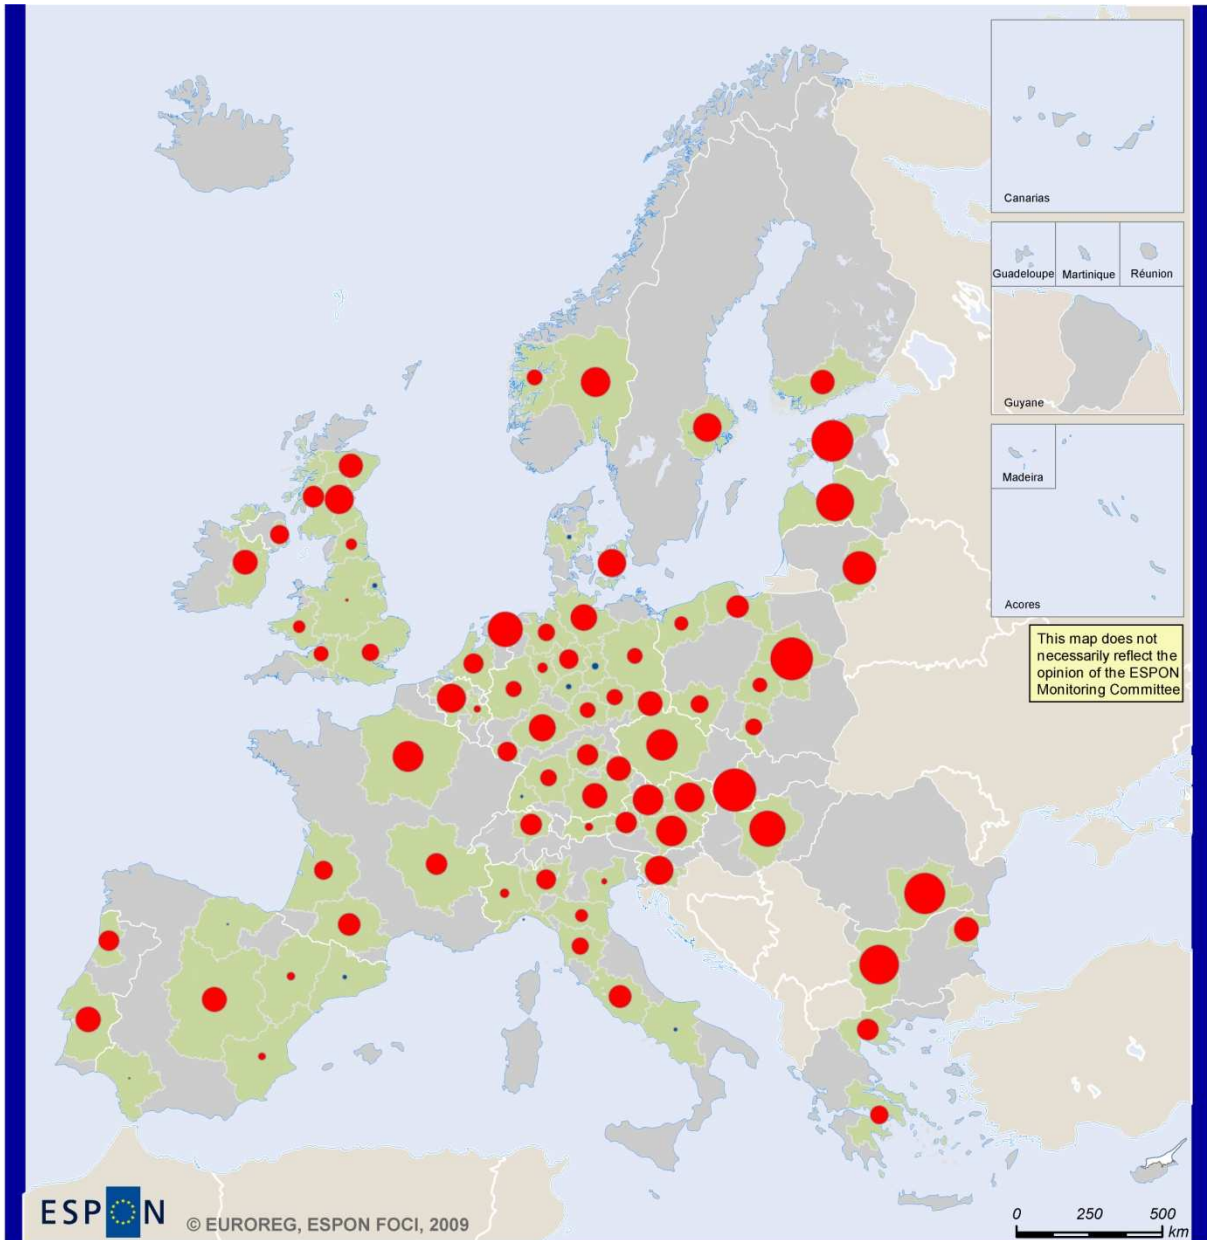 Canarias
Guadeloupe
Martinique
Réunion
Guyane
Madeira
Acores
This map does not
necessarily reflect the
opinion of the ESPON
Monitoring Committee
ESPON
© EUROREG, ESPON FOCI, 2009
0 250 500
km